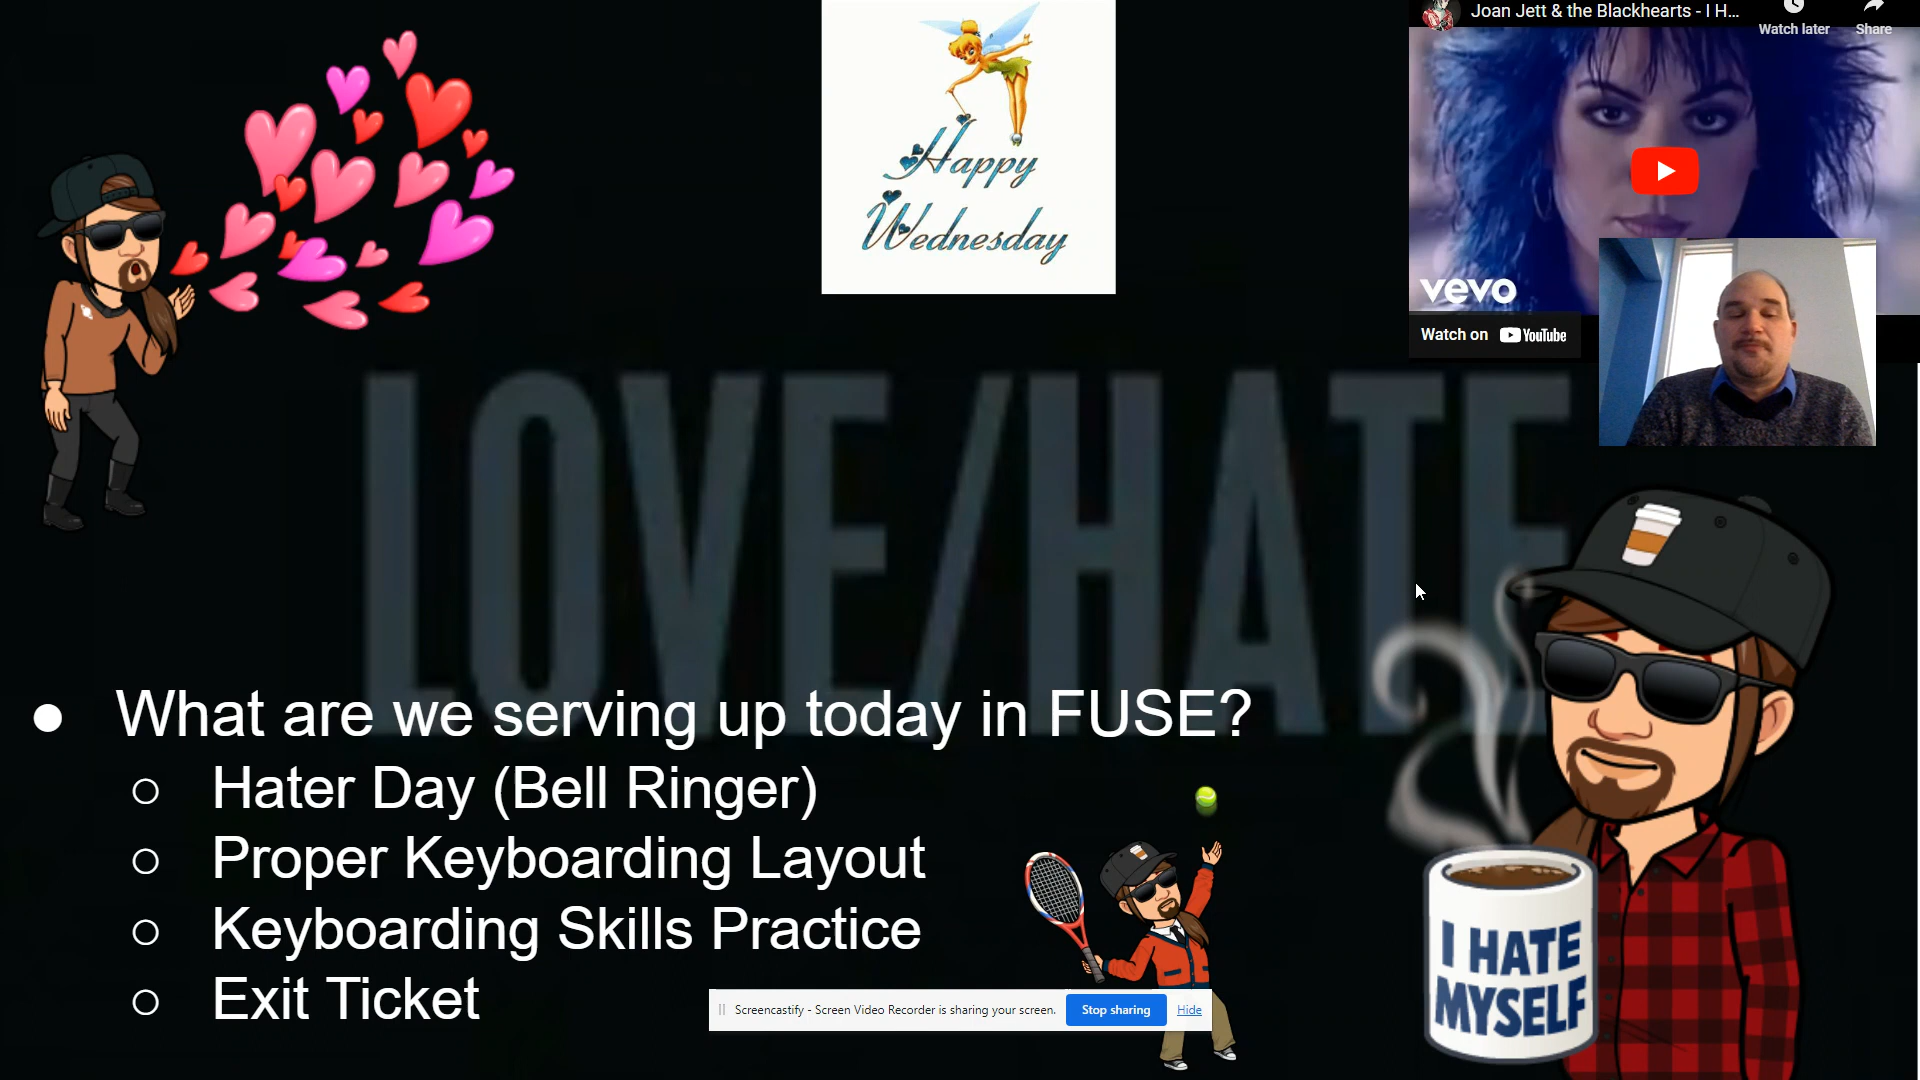 Happy
Wednesday
Joan Jett & the Blackhearts - I H...
Watch later
Share
vevo
Watch on YouTube
LOVE/HATE
● What are we serving up today in FUSE?
○ Hater Day (Bell Ringer)
○ Proper Keyboarding Layout
○ Keyboarding Skills Practice
○ Exit Ticket
Screencastify - Screen Video Recorder is sharing your screen.
Stop sharing
Hide
I HATE
MYSELF